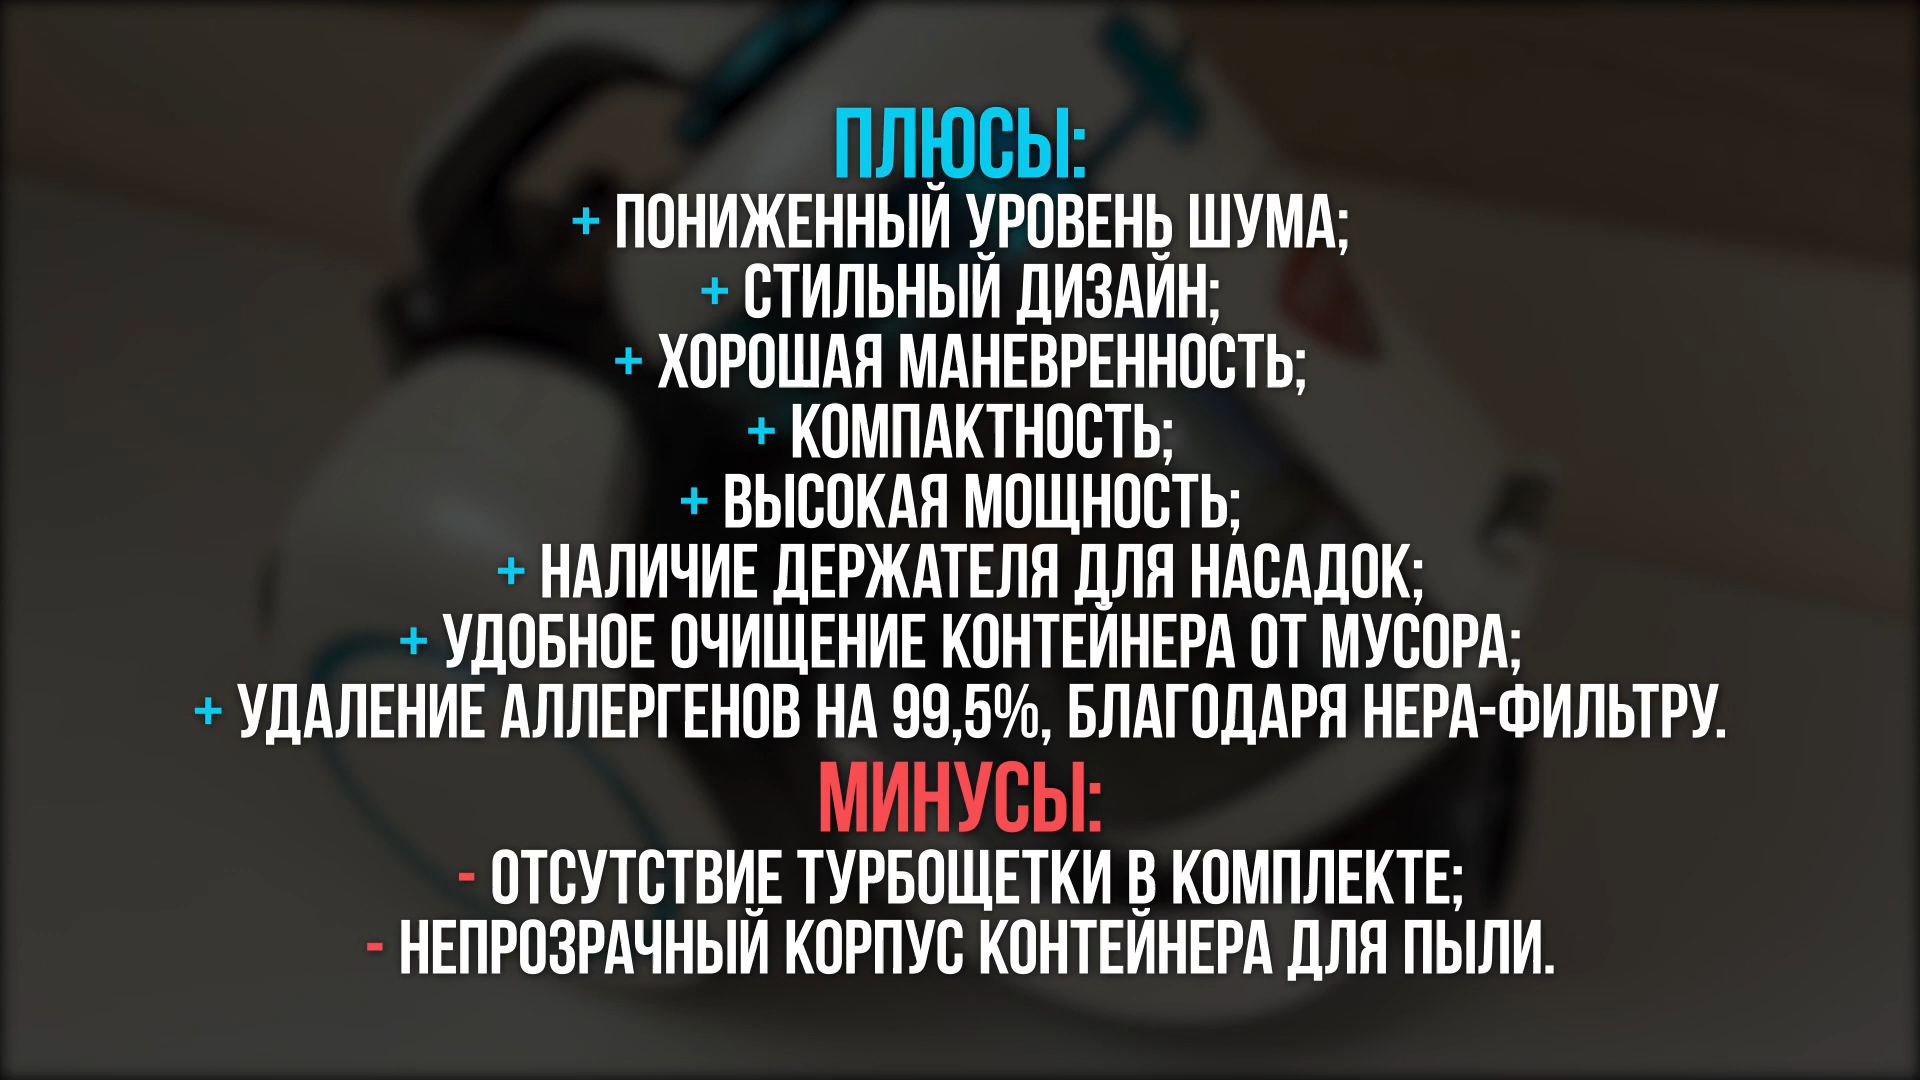 ПЛЮСЫ:
+ ПОНИЖЕННЫЙ УРОВЕНЬ ШУМА;
+ СТИЛЬНЫЙ ДИЗАЙН;
+ ХОРОШАЯ МАНЕВРЕННОСТЬ;
+ КОМПАКТНОСТЬ;
+ ВЫСОКАЯ МОЩНОСТЬ;
+ НАЛИЧИЕ ДЕРЖАТЕЛЯ ДЛЯ НАСАДОК;
+ УДОБНОЕ ОЧИЩЕНИЕ КОНТЕЙНЕРА ОТ МУСОРА;
+ УДАЛЕНИЕ АЛЛЕРГЕНОВ НА 99,5%, БЛАГОДАРЯ НЕРА-ФИЛЬТРУ.
МИНУСЫ:
- ОТСУТСТВИЕ ТУРБОЩЕТКИ В КОМПЛЕКТЕ;
- НЕПРОЗРАЧНЫЙ КОРПУС КОНТЕЙНЕРА ДЛЯ ПЫЛИ.